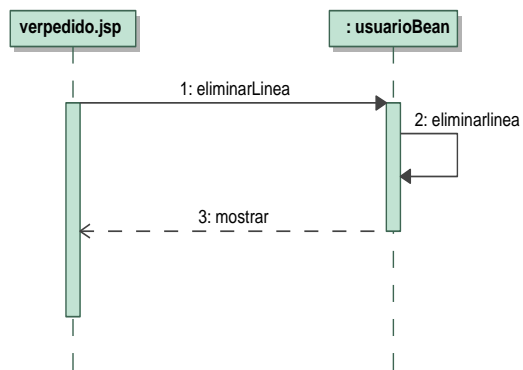 verpedido.jsp
: usuarioBean
1: eliminarLinea
2: eliminarlinea
3: mostrar